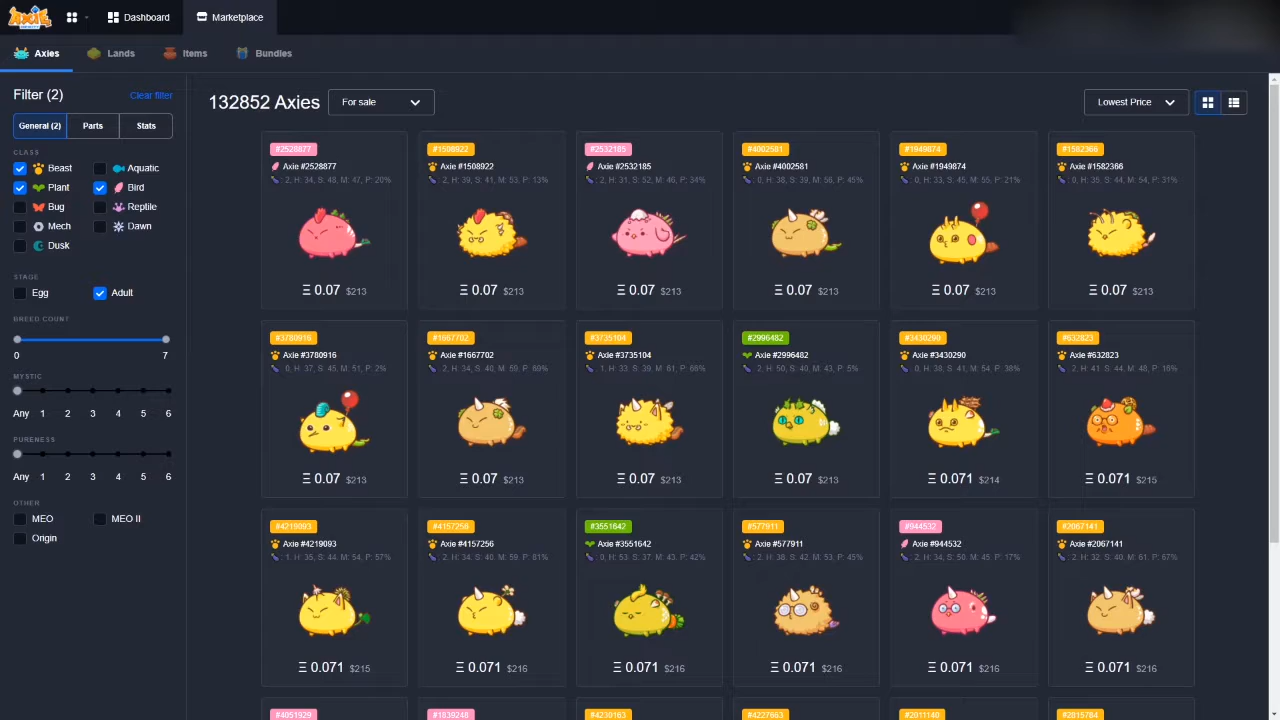 AXIE
Dashboard
Marketplace
Axies
Lands
Items
Bundles
Filter (2)
Clear filter
General (2)
Parts
Stats
CLASS
Beast
Aquatic
Plant
Bird
Bug
Reptile
Mech
Dawn
Dusk
STAGE
Egg
Adult
BREED COUNT
0 7
MYSTIC
Any 1 2 3 4 5 6
PURENESS
Any 1 2 3 4 5 6
OTHER
MEO
MEO II
Origin
132852 Axies
For sale
Lowest Price
#2528877
Axie #2528877
: 2, H: 34, S: 48, M: 47, P: 20%
Ξ 0.07 $213
#1508922
Axie #1508922
: 2, H: 39, S: 41, M: 53, P: 13%
Ξ 0.07 $213
#2532185
Axie #2532185
: 2, H: 31, S: 52, M: 46, P: 34%
Ξ 0.07 $213
#4002581
Axie #4002581
: 0, H: 38, S: 39, M: 56, P: 45%
Ξ 0.07 $213
#1949874
Axie #1949874
: 0, H: 33, S: 45, M: 55, P: 21%
Ξ 0.07 $213
#1582366
Axie #1582366
: 0, H: 35, S: 44, M: 54, P: 31%
Ξ 0.07 $213
#3780916
Axie #3780916
: 0, H: 37, S: 45, M: 51, P: 2%
Ξ 0.07 $213
#1667702
Axie #1667702
: 2, H: 34, S: 40, M: 59, P: 69%
Ξ 0.07 $213
#3735104
Axie #3735104
: 1, H: 33, S: 39, M: 61, P: 66%
Ξ 0.07 $213
#2996482
Axie #2996482
: 2, H: 50, S: 40, M: 43, P: 5%
Ξ 0.07 $213
#3430290
Axie #3430290
: 0, H: 38, S: 41, M: 54, P: 38%
Ξ 0.071 $214
#632823
Axie #632823
: 2, H: 41, S: 44, M: 48, P: 16%
Ξ 0.071 $215
#4219093
Axie #4219093
: 1, H: 35, S: 44, M: 54, P: 57%
Ξ 0.071 $215
#4157256
Axie #4157256
: 2, H: 34, S: 40, M: 59, P: 81%
Ξ 0.071 $216
#3551642
Axie #3551642
: 0, H: 53, S: 37, M: 43, P: 42%
Ξ 0.071 $216
#577911
Axie #577911
: 2, H: 38, S: 42, M: 53, P: 45%
Ξ 0.071 $216
#944532
Axie #944532
: 2, H: 34, S: 50, M: 45, P: 17%
Ξ 0.071 $216
#2067141
Axie #2067141
: 2, H: 32, S: 40, M: 61, P: 67%
Ξ 0.071 $216
#4051929
#1839248
#4230163
#4227663
#2011140
#2015784